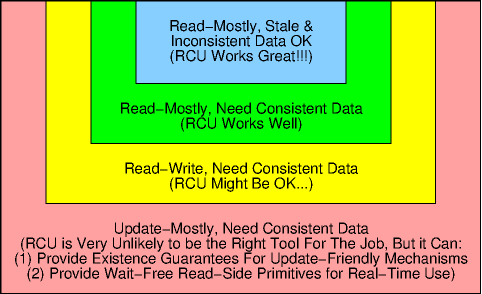 Read−Mostly, Stale &
Inconsistent Data OK
(RCU Works Great!!!)
Read−Mostly, Need Consistent Data
(RCU Works Well)
Read−Write, Need Consistent Data
(RCU Might Be OK...)
Update−Mostly, Need Consistent Data
(RCU is Very Unlikely to be the Right Tool For The Job, But it Can:
(1) Provide Existence Guarantees For Update−Friendly Mechanisms
(2) Provide Wait−Free Read−Side Primitives for Real−Time Use)